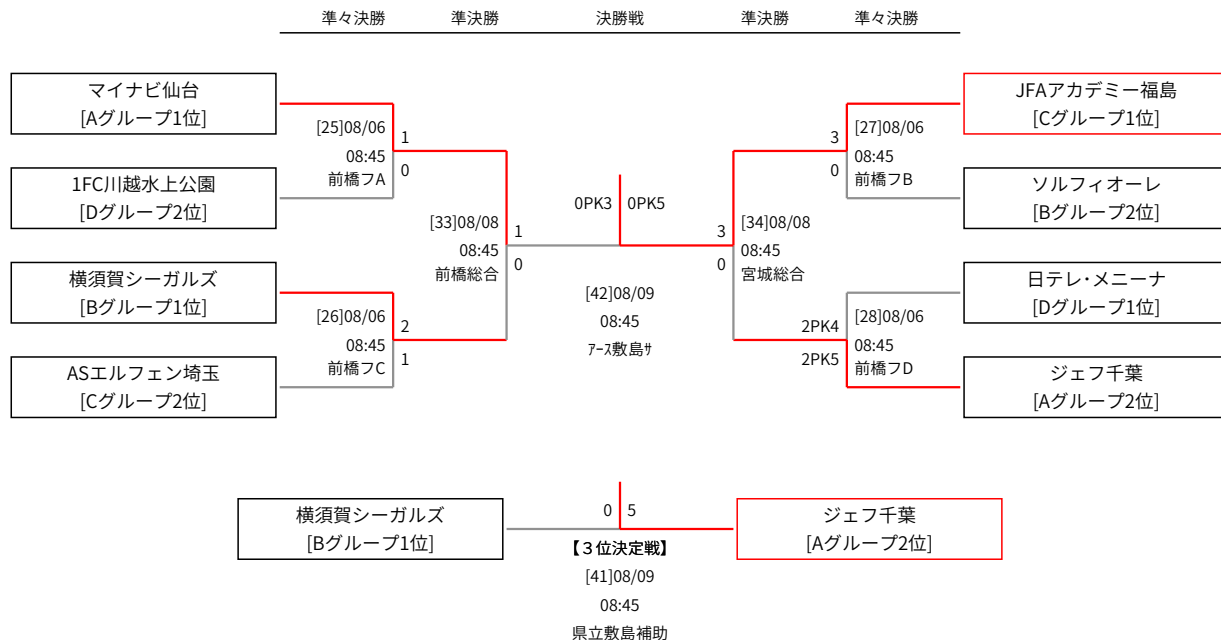 準々決勝
準決勝
決勝戦
準決勝
準々決勝
マイナビ仙台
[Aグループ1位]
1FC川越水上公園
[Dグループ2位]
横須賀シーガルズ
[Bグループ1位]
ASエルフェン埼玉
[Cグループ2位]
[25]08/06
08:45
前橋フA
1
0
[26]08/06
08:45
前橋フC
2
1
[33]08/08
08:45
前橋総合
1
0
0PK3
0PK5
[42]08/09
08:45
ｱｰｽ敷島ｻ
3
0
[34]08/08
08:45
宮城総合
3
0
[27]08/06
08:45
前橋フB
2PK4
2PK5
[28]08/06
08:45
前橋フD
JFAアカデミー福島
[Cグループ1位]
ソルフィオーレ
[Bグループ2位]
日テレ･メニーナ
[Dグループ1位]
ジェフ千葉
[Aグループ2位]
横須賀シーガルズ
[Bグループ1位]
0
5
ジェフ千葉
[Aグループ2位]
【３位決定戦】
[41]08/09
08:45
県立敷島補助